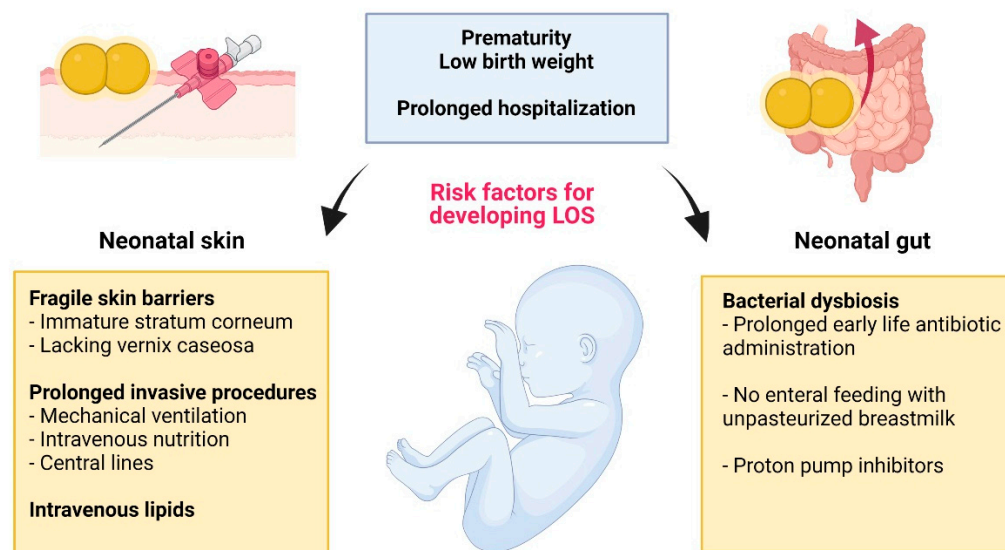 Prematurity
Low birth weight
Prolonged hospitalization
Risk factors for
developing LOS
Neonatal skin
Fragile skin barriers
- Immature stratum corneum
- Lacking vernix caseosa
Prolonged invasive procedures
- Mechanical ventilation
- Intravenous nutrition
- Central lines
Intravenous lipids
Neonatal gut
Bacterial dysbiosis
- Prolonged early life antibiotic
administration
- No enteral feeding with
unpasteurized breastmilk
- Proton pump inhibitors